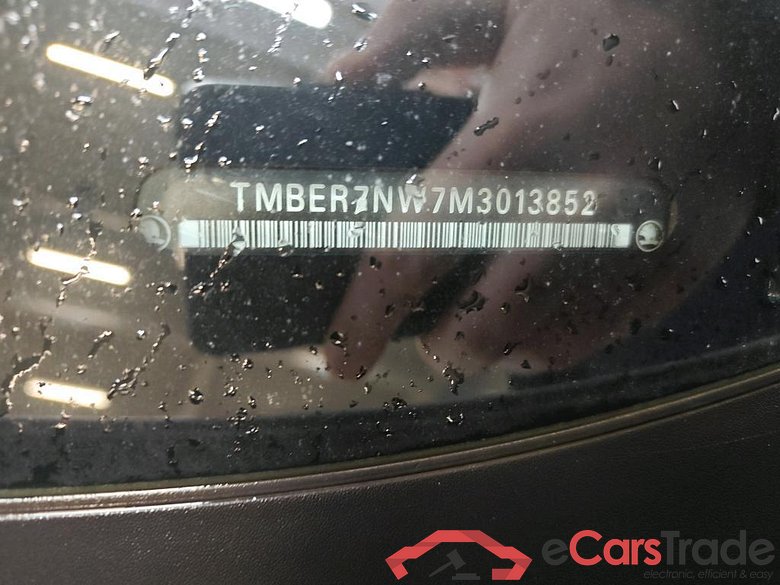 TMBER7NW7M3013852
eCarsTrade
electronic, efficient & easy